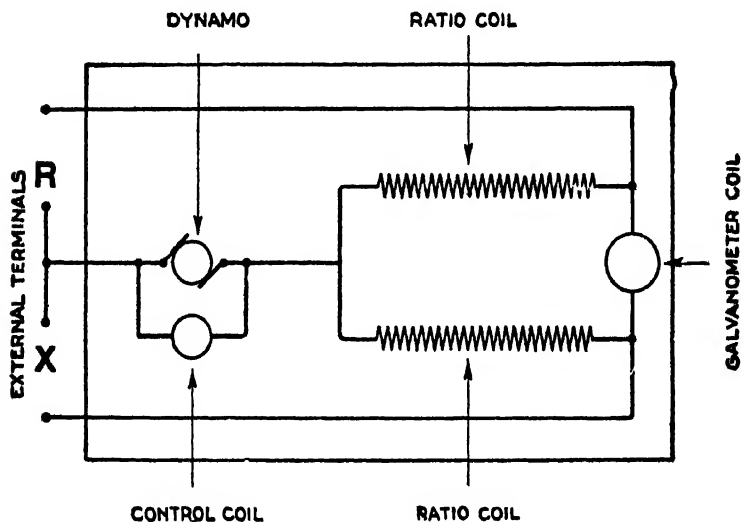 DYNAMO
RATIO COIL
EXTERNAL TERMINALS
R
X
GALVANOMETER COIL
CONTROL COIL
RATIO COIL